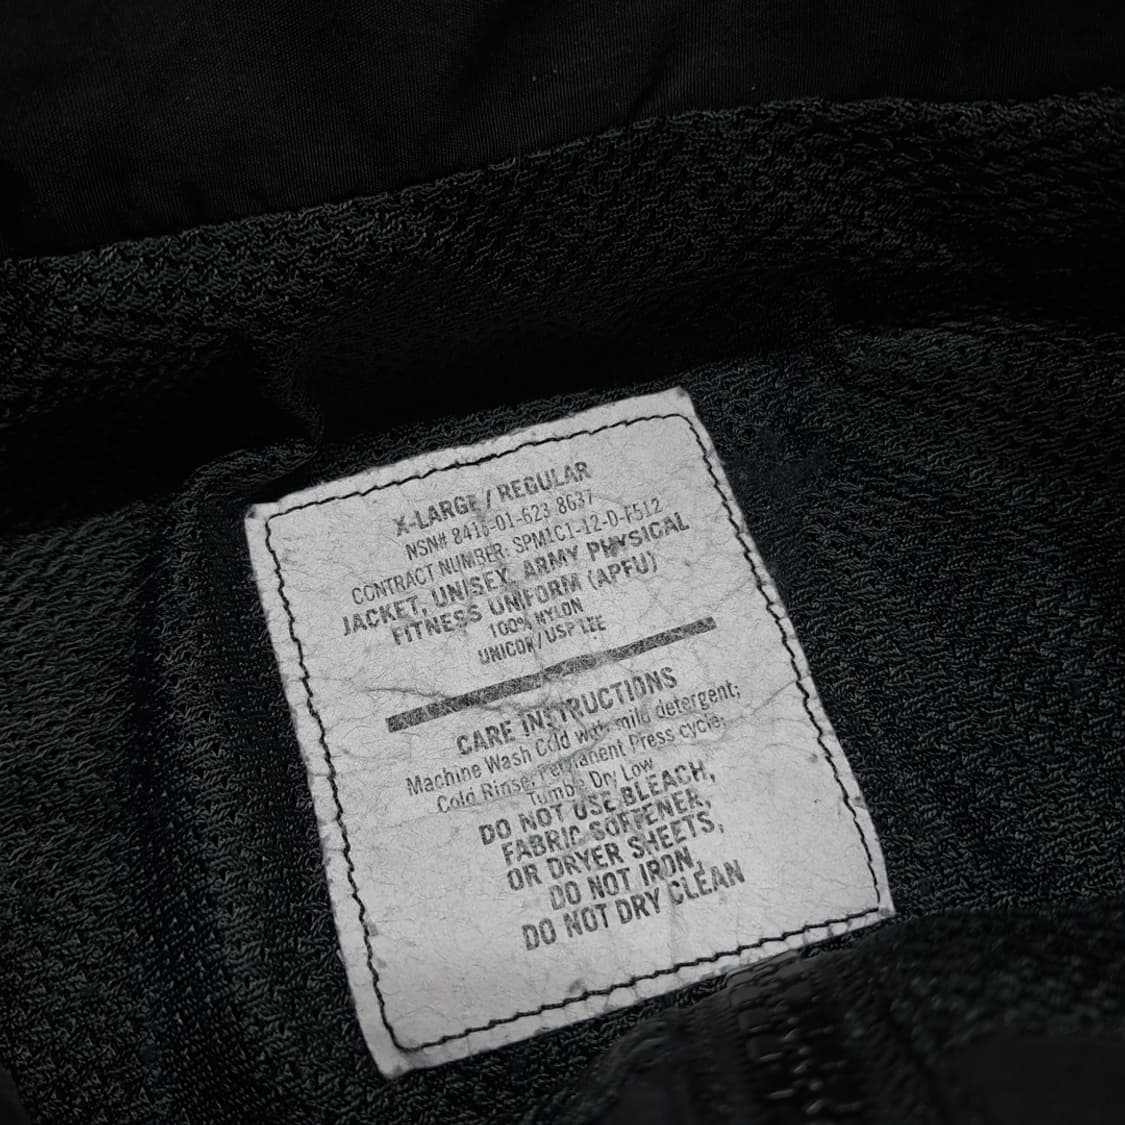 X-LARGE / REGULAR
NSN# 8415-01-623 8637
CONTRACT NUMBER: SPM1C1-12-D-F512
JACKET, UNISEX, ARMY PHYSICAL
FITNESS UNIFORM (APFU)
100% NYLON
UNICOR/USP LEE
CARE INSTRUCTIONS
Machine Wash Cold with mild detergent;
Cold Rinse; Permanent Press cycle;
Tumble Dry Low
DO NOT USE BLEACH,
FABRIC SOFTENER,
OR DRYER SHEETS,
DO NOT IRON,
DO NOT DRY CLEAN